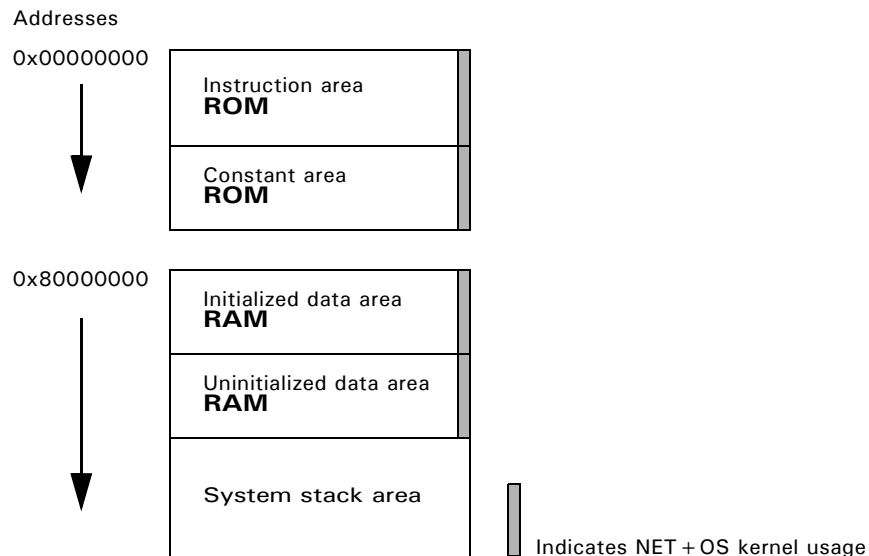 Addresses
0x00000000
Instruction area
ROM
Constant area
ROM
0x80000000
Initialized data area
RAM
Uninitialized data area
RAM
System stack area
Indicates NET+OS kernel usage